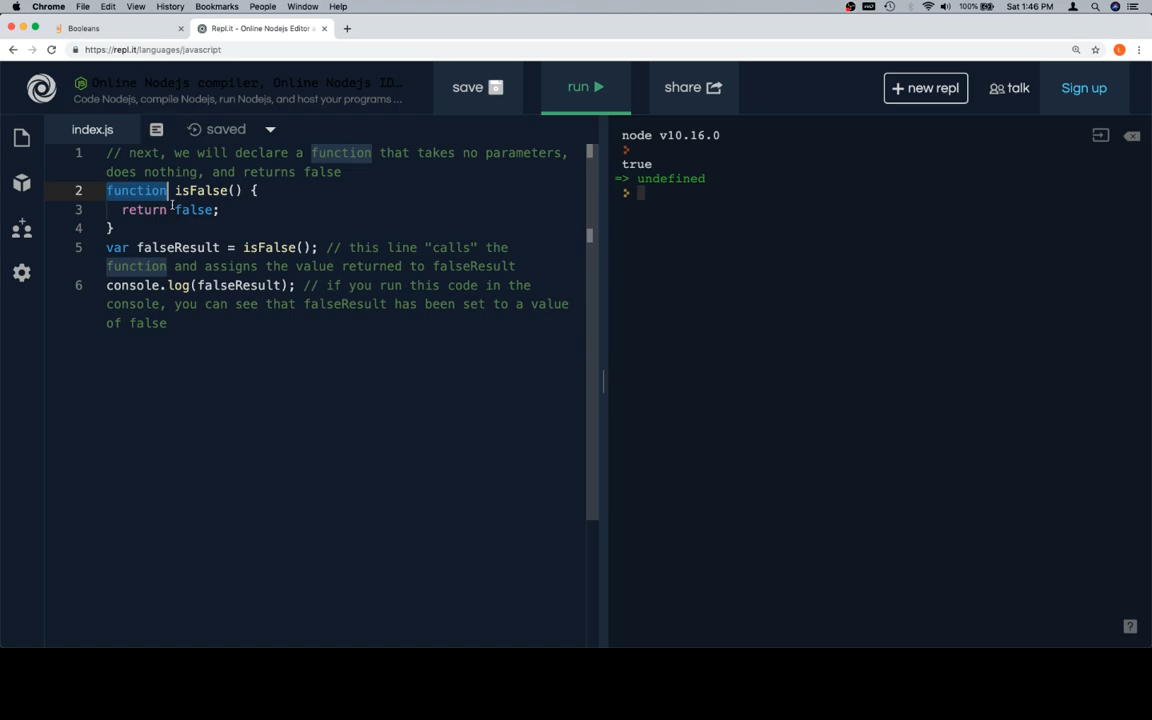 Chrome File Edit View History Bookmarks People Window Help 100% Sat 1:46 PM
Booleans
Repl.it - Online Nodejs Editor a
https://repl.it/languages/javascript
Online Nodejs compiler, Online Nodejs ID...
Code Nodejs, compile Nodejs, run Nodejs, and host your programs ...
save run share + new repl talk Sign up
index.js saved
1 // next, we will declare a function that takes no parameters,
does nothing, and returns false
2 function isFalse() {
3 return false;
4 }
5 var falseResult = isFalse(); // this line "calls" the
function and assigns the value returned to falseResult
6 console.log(falseResult); // if you run this code in the
console, you can see that falseResult has been set to a value
of false
node v10.16.0
true
=> undefined
?